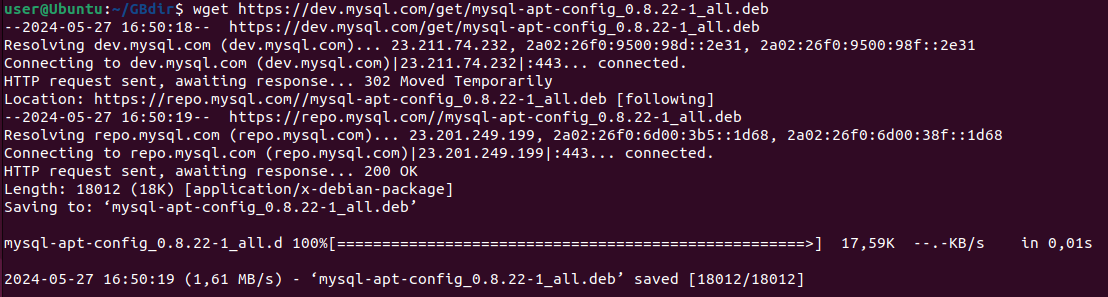 user@Ubuntu:~/GBdir$ wget https://dev.mysql.com/get/mysql-apt-config_0.8.22-1_all.deb
--2024-05-27 16:50:18--  https://dev.mysql.com/get/mysql-apt-config_0.8.22-1_all.deb
Resolving dev.mysql.com (dev.mysql.com)... 23.211.74.232, 2a02:26f0:9500:98d::2e31, 2a02:26f0:9500:98f::2e31
Connecting to dev.mysql.com (dev.mysql.com)|23.211.74.232|:443... connected.
HTTP request sent, awaiting response... 302 Moved Temporarily
Location: https://repo.mysql.com//mysql-apt-config_0.8.22-1_all.deb [following]
--2024-05-27 16:50:19--  https://repo.mysql.com//mysql-apt-config_0.8.22-1_all.deb
Resolving repo.mysql.com (repo.mysql.com)... 23.201.249.199, 2a02:26f0:6d00:3b5::1d68, 2a02:26f0:6d00:38f::1d68
Connecting to repo.mysql.com (repo.mysql.com)|23.201.249.199|:443... connected.
HTTP request sent, awaiting response... 200 OK
Length: 18012 (18K) [application/x-debian-package]
Saving to: ‘mysql-apt-config_0.8.22-1_all.deb’
mysql-apt-config_0.8.22-1_all.d 100%[====================================================>]  17,59K  --.-KB/s    in 0,01s
2024-05-27 16:50:19 (1,61 MB/s) - ‘mysql-apt-config_0.8.22-1_all.deb’ saved [18012/18012]